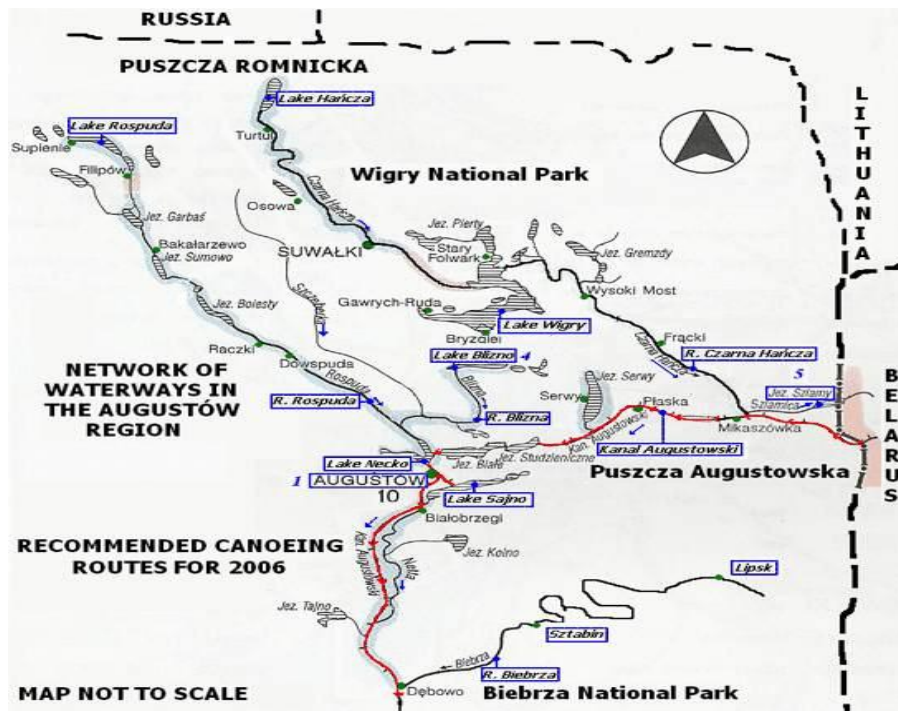 RUSSIA
PUSZCZA ROMNICKA
Lake Hańcza
Lake Rospuda
Turtul
Suplenie
Filipów
LITHUANIA
Wigry National Park
Czarna Hańcza
Osowa
Jez. Garbaś
Jez. Pierty
Stary
Folwark
Jez. Gremzdy
Bakałarzewo
Jez. Sumowo
SUWAŁKI
Wysoki Most
Szczeberka
Jez. Bolesty
Gawrych-Ruda
Lake Wigry
Bryzgiel
Frącki
Raczki
Dowspuda
Lake Blizno 4
R. Czarna Hańcza
Czarna Hańcza
NETWORK OF
WATERWAYS IN
THE AUGUSTÓW
REGION
Rospuda
R. Rospuda
Blizna
R. Blizna
Jez. Serwy
Serwy
Płaska
5
Jez. Szlamy
Szlamica
Mikaszówka
BELARUS
Kan. Augustowski
Kanał Augustowski
Jez. Studzieniczne
Jez. Białe
Lake Necko
Puszcza Augustowska
1 AUGUSTÓW
10
Lake Sajno
Białobrzegi
RECOMMENDED CANOEING
ROUTES FOR 2006
Kan. Augustowski
Netta
Jez. Kolno
Lipsk
Jez. Tajno
Sztabin
Biebrza
R. Biebrza
Dębowo
Biebrza National Park
MAP NOT TO SCALE